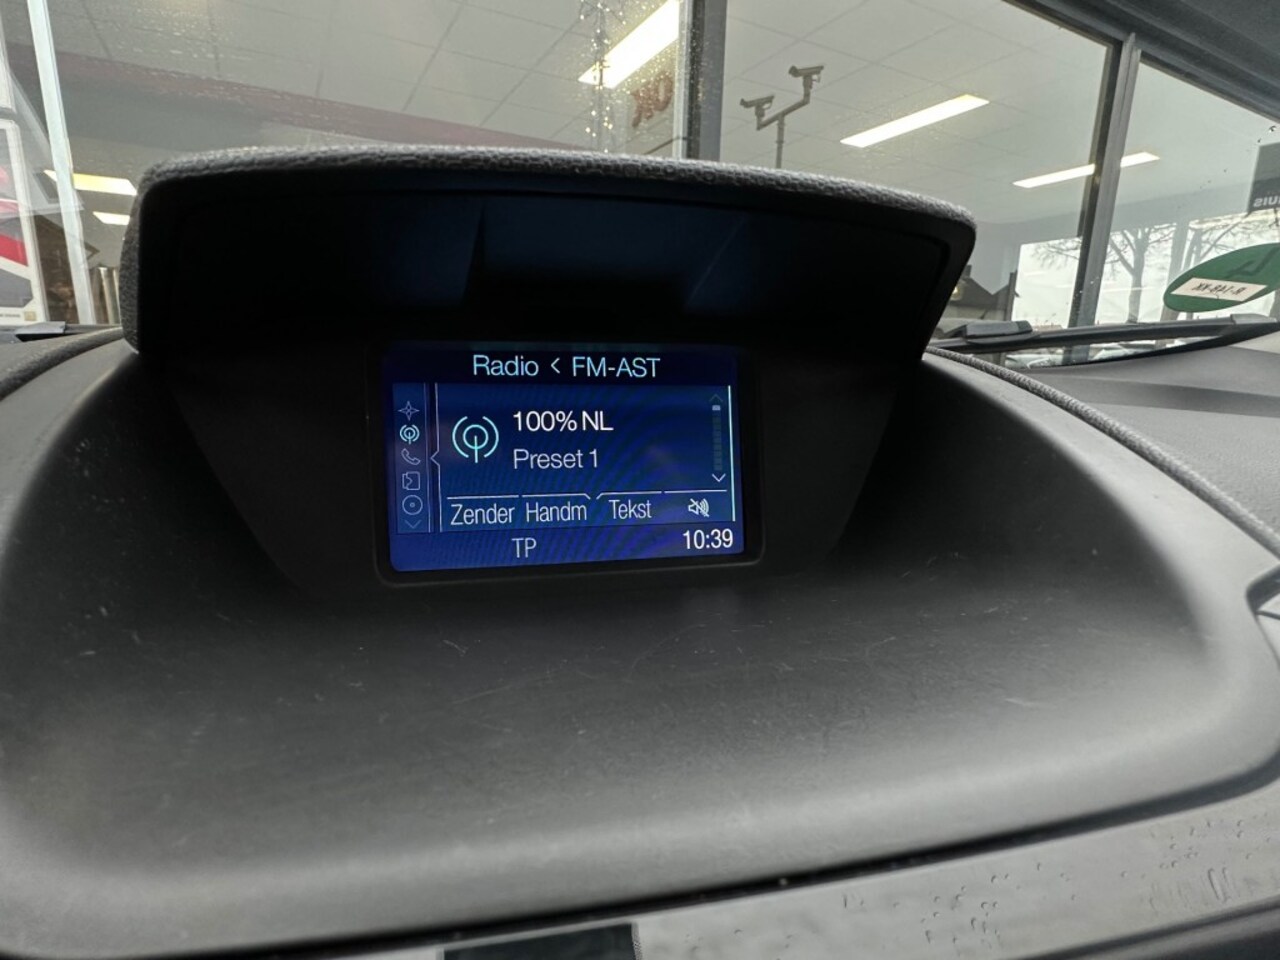 Radio < FM-AST
100% NL
Preset 1
Zender Handm Tekst
TP 10:39